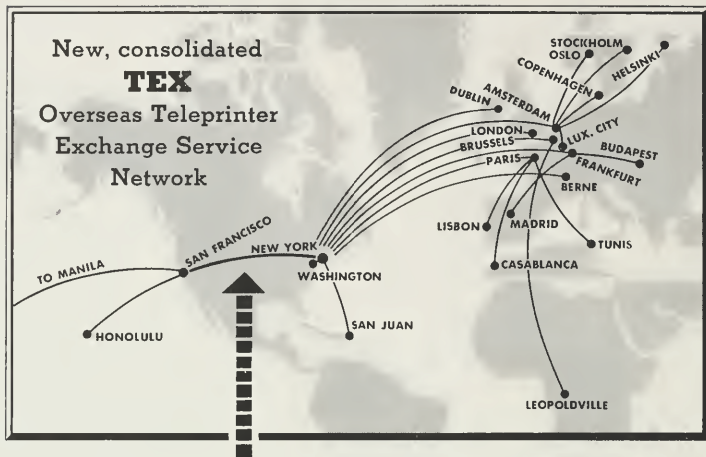 New, consolidated
TEX
Overseas Teleprinter
Exchange Service
Network
STOCKHOLM
OSLO
HELSINKI
COPENHAGEN
AMSTERDAM
DUBLIN
LONDON
LUX. CITY
BRUSSELS
BUDAPEST
PARIS
FRANKFURT
BERNE
LISBON
MADRID
TUNIS
CASABLANCA
SAN FRANCISCO
NEW YORK
WASHINGTON
TO MANILA
HONOLULU
SAN JUAN
LEOPOLDVILLE